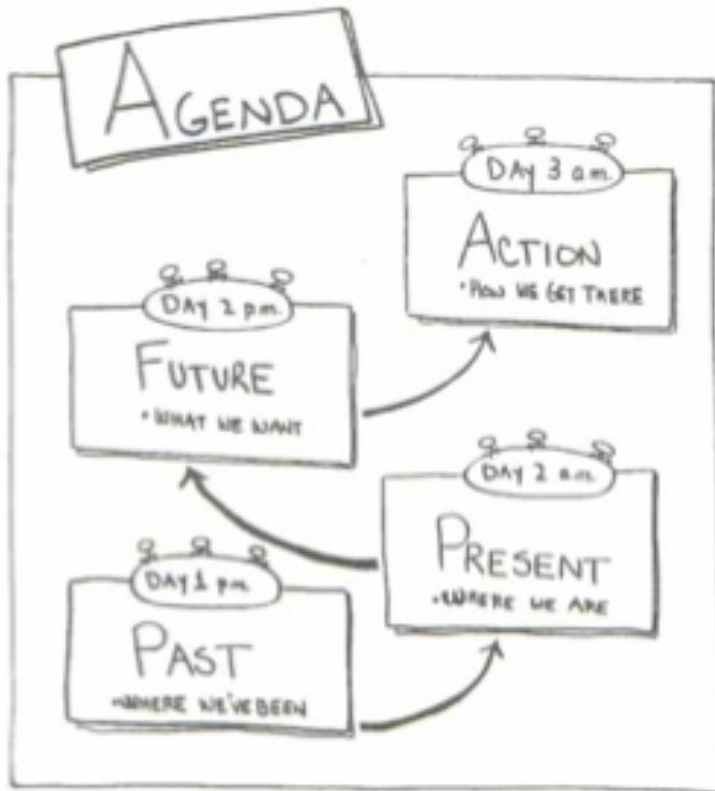 AGENDA
DAY 3 a.m.
ACTION
• HOW WE GET THERE
DAY 2 p.m.
FUTURE
• WHAT WE WANT
DAY 2 a.m.
PRESENT
• WHERE WE ARE
DAY 1 pm
PAST
• WHERE WE'VE BEEN